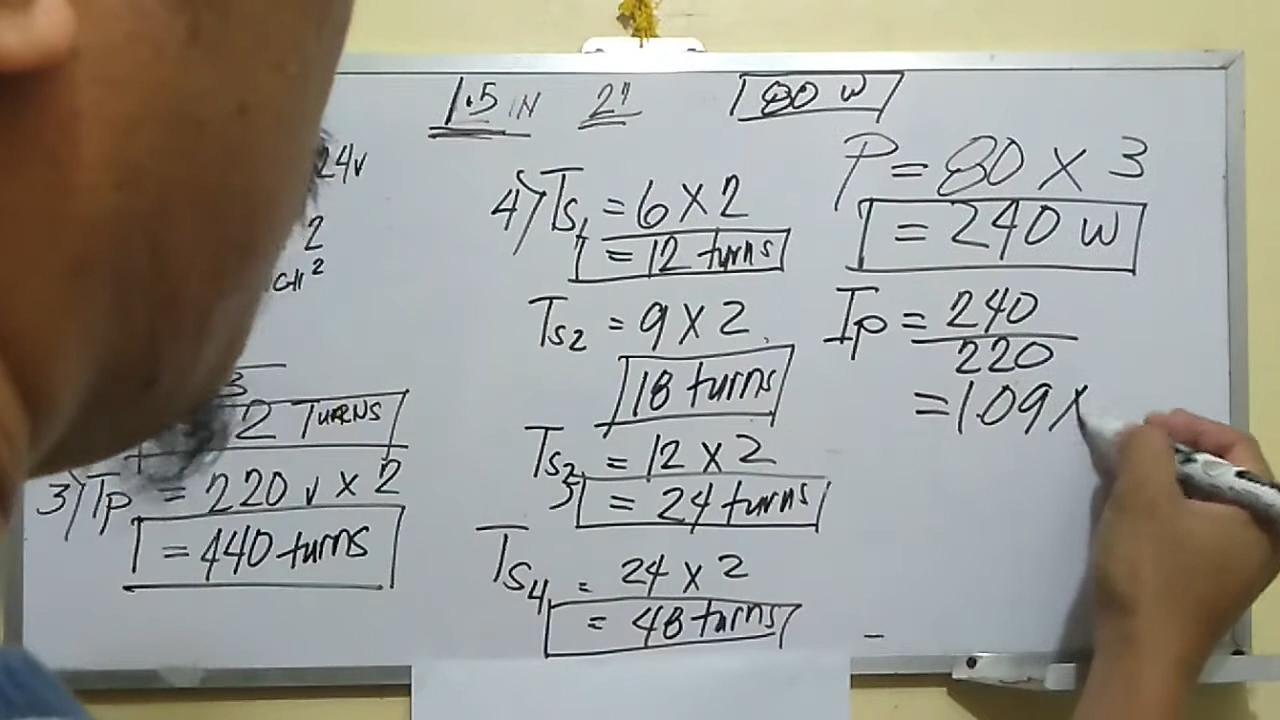 1.5 IN 2" 80 W
24v
2
cm²
3
2 TURNS
3) Tp = 220 v x 2
= 440 turns
4) Ts1 = 6 x 2
= 12 turns
Ts2 = 9 x 2
18 turns
Ts3 = 12 x 2
= 24 turns
Ts4 = 24 x 2
= 48 turns
P = 80 x 3
= 240 W
Ip = 240
220
= 1.09